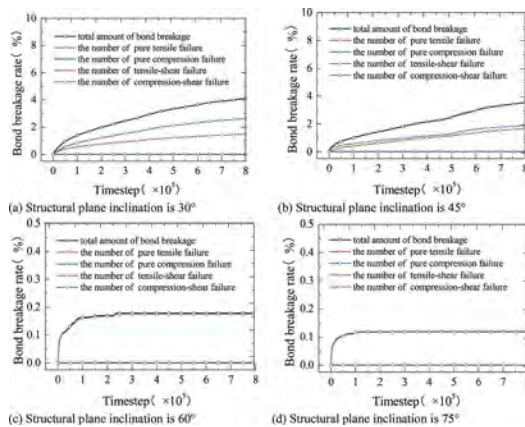 (a)
Bond breakage rate( %)
10
8
6
4
2
0
total amount of bond breakage
the number of pure tensile failure
the number of pure compression failure
the number of tensile-shear failure
the number of compression-shear failure
0 1 2 3 4 5 6 7 8
Timestep( ×10⁵)
(a) Structural plane inclination is 30°
(b)
Bond breakage rate( %)
10
8
6
4
2
0
total amount of bond breakage
the number of pure tensile failure
the number of pure compression failure
the number of tensile-shear failure
the number of compression-shear failure
0 1 2 3 4 5 6 7 8
Timestep( ×10⁵)
(b) Structural plane inclination is 45°
Bond breakage rate( %)
0.5
0.4
0.3
0.2
0.1
0.0
total amount of bond breakage
the number of pure tensile failure
the number of pure compression failure
the number of tensile-shear failure
the number of compression-shear failure
0 1 2 3 4 5 6 7 8
Timestep( ×10⁵)
(c) Structural plane inclination is 60°
Bond breakage rate( %)
0.5
0.4
0.3
0.2
0.1
0.0
total amount of bond breakage
the number of pure tensile failure
the number of pure compression failure
the number of tensile-shear failure
the number of compression-shear failure
0 1 2 3 4 5 6 7 8
Timestep( ×10⁵)
(d) Structural plane inclination is 75°